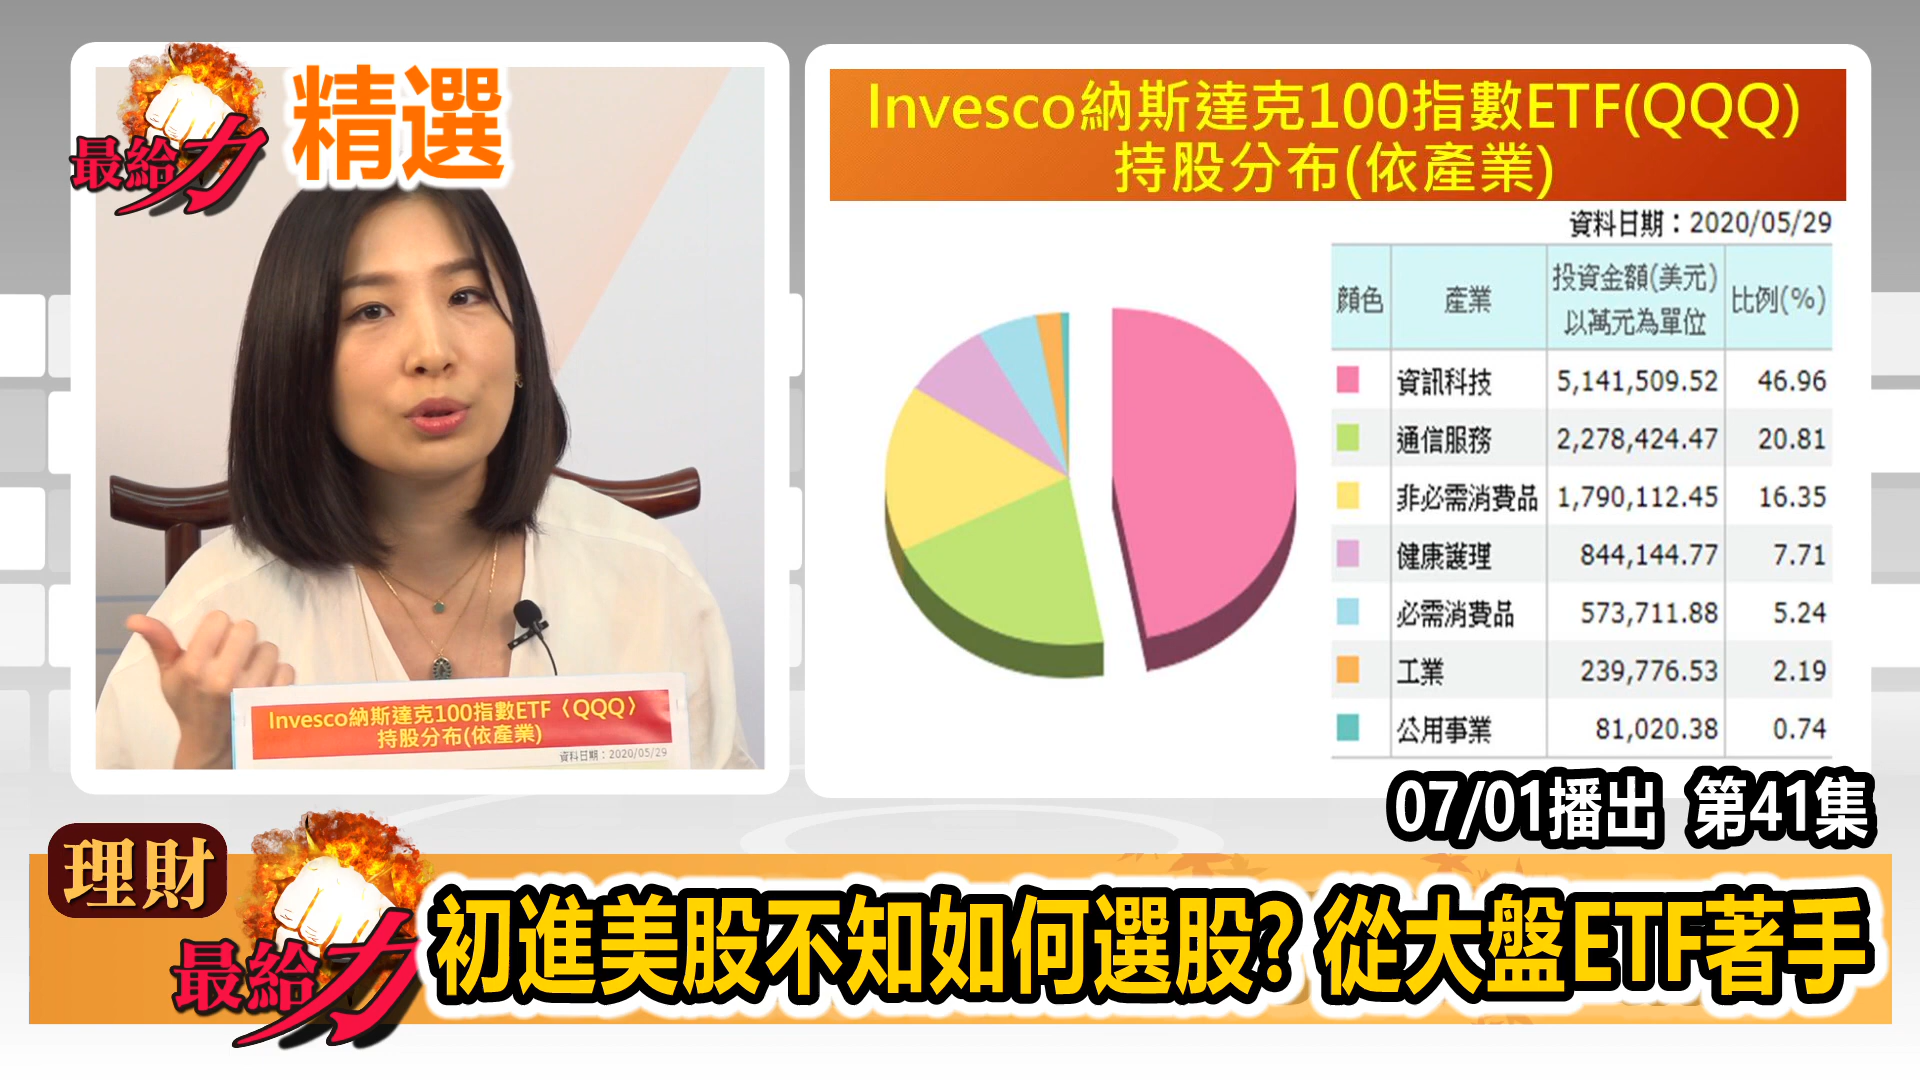 最給力
精選
Invesco納斯達克100指數ETF〈QQQ〉
持股分布(依產業)
資料日期：2020/05/29
Invesco納斯達克100指數ETF(QQQ)
持股分布(依產業)
資料日期：2020/05/29
顏色 產業 投資金額(美元) 以萬元為單位 比例(%)
資訊科技 5,141,509.52 46.96
通信服務 2,278,424.47 20.81
非必需消費品 1,790,112.45 16.35
健康護理 844,144.77 7.71
必需消費品 573,711.88 5.24
工業 239,776.53 2.19
公用事業 81,020.38 0.74
07/01播出 第41集
理財
最給力
初進美股不知如何選股? 從大盤ETF著手